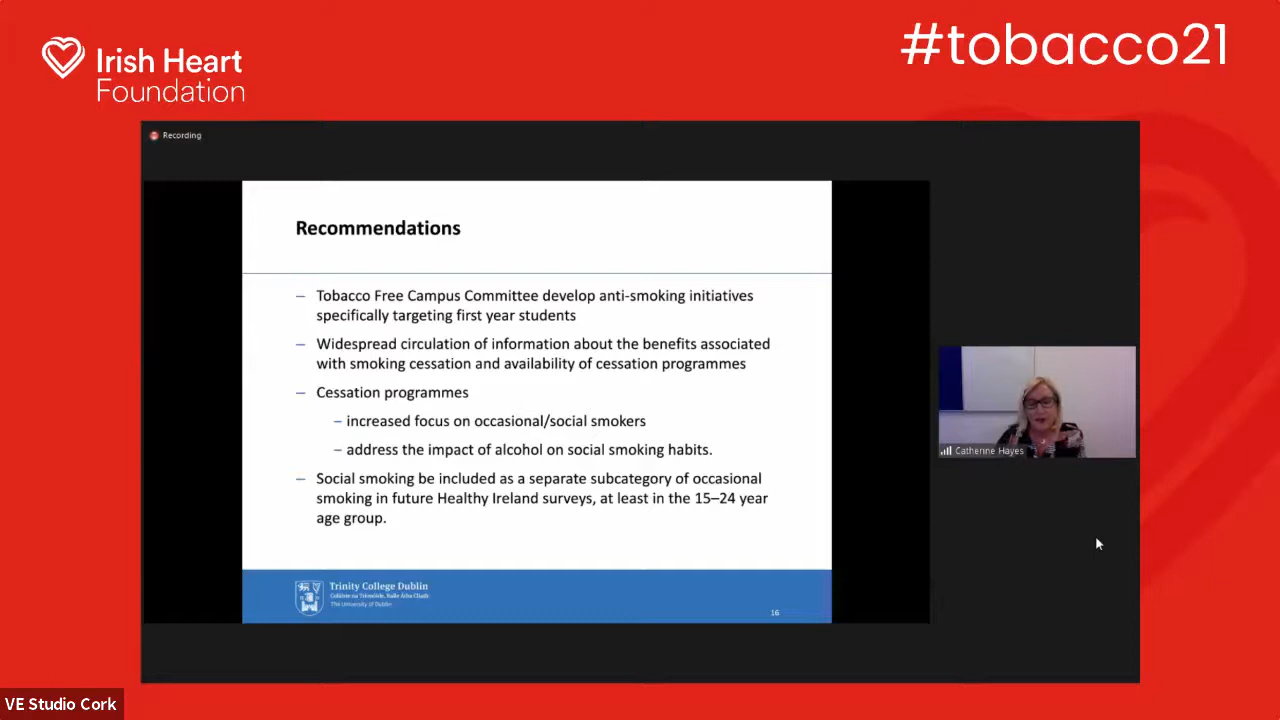 Irish Heart
Foundation
#tobacco21
Recording
Recommendations
– Tobacco Free Campus Committee develop anti-smoking initiatives
specifically targeting first year students
– Widespread circulation of information about the benefits associated
with smoking cessation and availability of cessation programmes
– Cessation programmes
– increased focus on occasional/social smokers
– address the impact of alcohol on social smoking habits.
– Social smoking be included as a separate subcategory of occasional
smoking in future Healthy Ireland surveys, at least in the 15–24 year
age group.
Catherine Hayes
Trinity College Dublin
Coláiste na Tríonóide, Baile Átha Cliath
The University of Dublin
16
VE Studio Cork